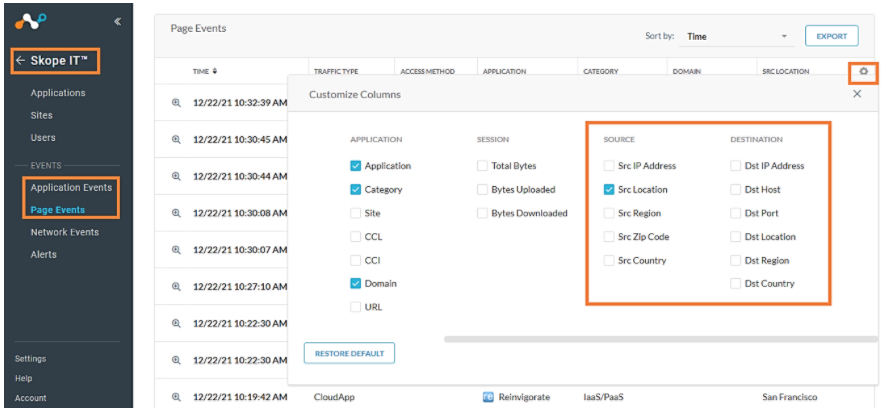 «
← Skope IT™
Applications
Sites
Users
EVENTS
Application Events
Page Events
Network Events
Alerts
Settings
Help
Account
Page Events
Sort by: Time
EXPORT
TIME TRAFFIC TYPE ACCESS METHOD APPLICATION CATEGORY DOMAIN SRC LOCATION
12/22/21 10:32:39 AM
12/22/21 10:30:45 AM
12/22/21 10:30:44 AM
12/22/21 10:30:08 AM
12/22/21 10:30:07 AM
12/22/21 10:27:10 AM
12/22/21 10:22:30 AM
12/22/21 10:22:30 AM
12/22/21 10:19:42 AM CloudApp re Reinvigorate IaaS/PaaS San Francisco
Customize Columns
×
APPLICATION
Application
Category
Site
CCL
CCI
Domain
URL
SESSION
Total Bytes
Bytes Uploaded
Bytes Downloaded
SOURCE
Src IP Address
Src Location
Src Region
Src Zip Code
Src Country
DESTINATION
Dst IP Address
Dst Host
Dst Port
Dst Location
Dst Region
Dst Country
RESTORE DEFAULT